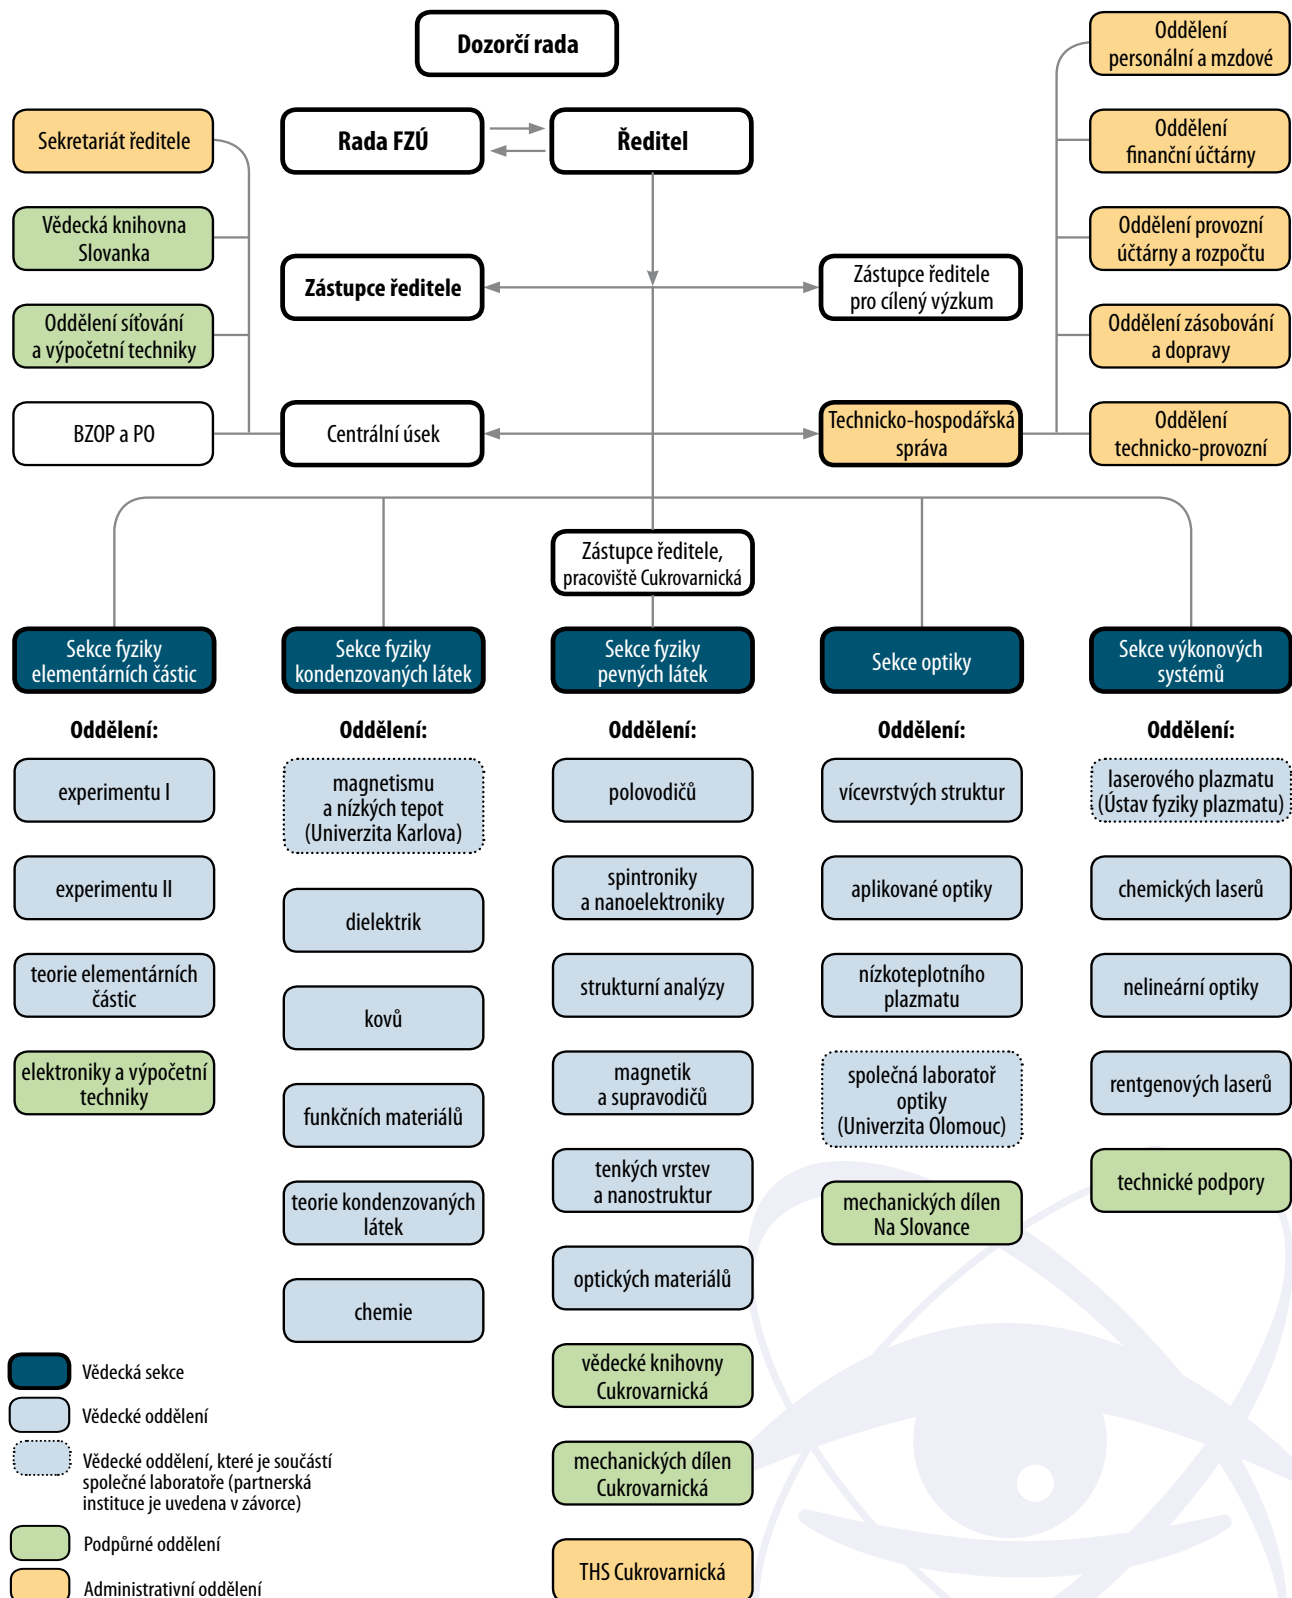 Dozorčí rada
Rada FZÚ
Ředitel
Sekretariát ředitele
Vědecká knihovna
Slovanka
Oddělení síťování
a výpočetní techniky
BZOP a PO
Zástupce ředitele
Zástupce ředitele
pro cílený výzkum
Centrální úsek
Technicko-hospodářská
správa
Oddělení
personální a mzdové
Oddělení
finanční účtárny
Oddělení provozní
účtárny a rozpočtu
Oddělení zásobování
a dopravy
Oddělení
technicko-provozní
Zástupce ředitele,
pracoviště Cukrovarnická
Sekce fyziky
elementárních částic
Oddělení:
experimentu I
experimentu II
teorie elementárních
částic
elektroniky a výpočetní
techniky
Sekce fyziky
kondenzovaných látek
Oddělení:
magnetismu
a nízkých tepot
(Univerzita Karlova)
dielektrik
kovů
funkčních materiálů
teorie kondenzovaných
látek
chemie
Sekce fyziky
pevných látek
Oddělení:
polovodičů
spintroniky
a nanoelektroniky
strukturní analýzy
magnetik
a supravodičů
tenkých vrstev
a nanostruktur
optických materiálů
vědecké knihovny
Cukrovarnická
mechanických dílen
Cukrovarnická
THS Cukrovarnická
Sekce optiky
Oddělení:
vícevrstvých struktur
aplikované optiky
nízkoteplotního
plazmatu
společná laboratoř
optiky
(Univerzita Olomouc)
mechanických dílen
Na Slovance
Sekce výkonových
systémů
Oddělení:
laserového plazmatu
(Ústav fyziky plazmatu)
chemických laserů
nelineární optiky
rentgenových laserů
technické podpory
Vědecká sekce
Vědecké oddělení
Vědecké oddělení, které je součástí
společné laboratoře (partnerská
instituce je uvedena v závorce)
Podpůrné oddělení
Administrativní oddělení